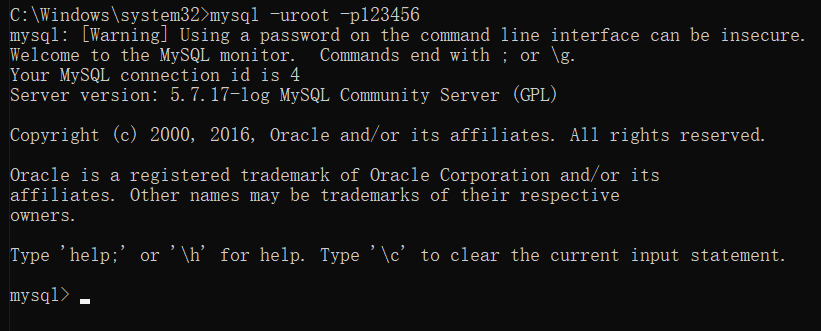 C:\Windows\system32>mysql -uroot -p123456
mysql: [Warning] Using a password on the command line interface can be insecure.
Welcome to the MySQL monitor.  Commands end with ; or \g.
Your MySQL connection id is 4
Server version: 5.7.17-log MySQL Community Server (GPL)
Copyright (c) 2000, 2016, Oracle and/or its affiliates. All rights reserved.
Oracle is a registered trademark of Oracle Corporation and/or its
affiliates. Other names may be trademarks of their respective
owners.
Type 'help;' or '\h' for help. Type '\c' to clear the current input statement.
mysql>